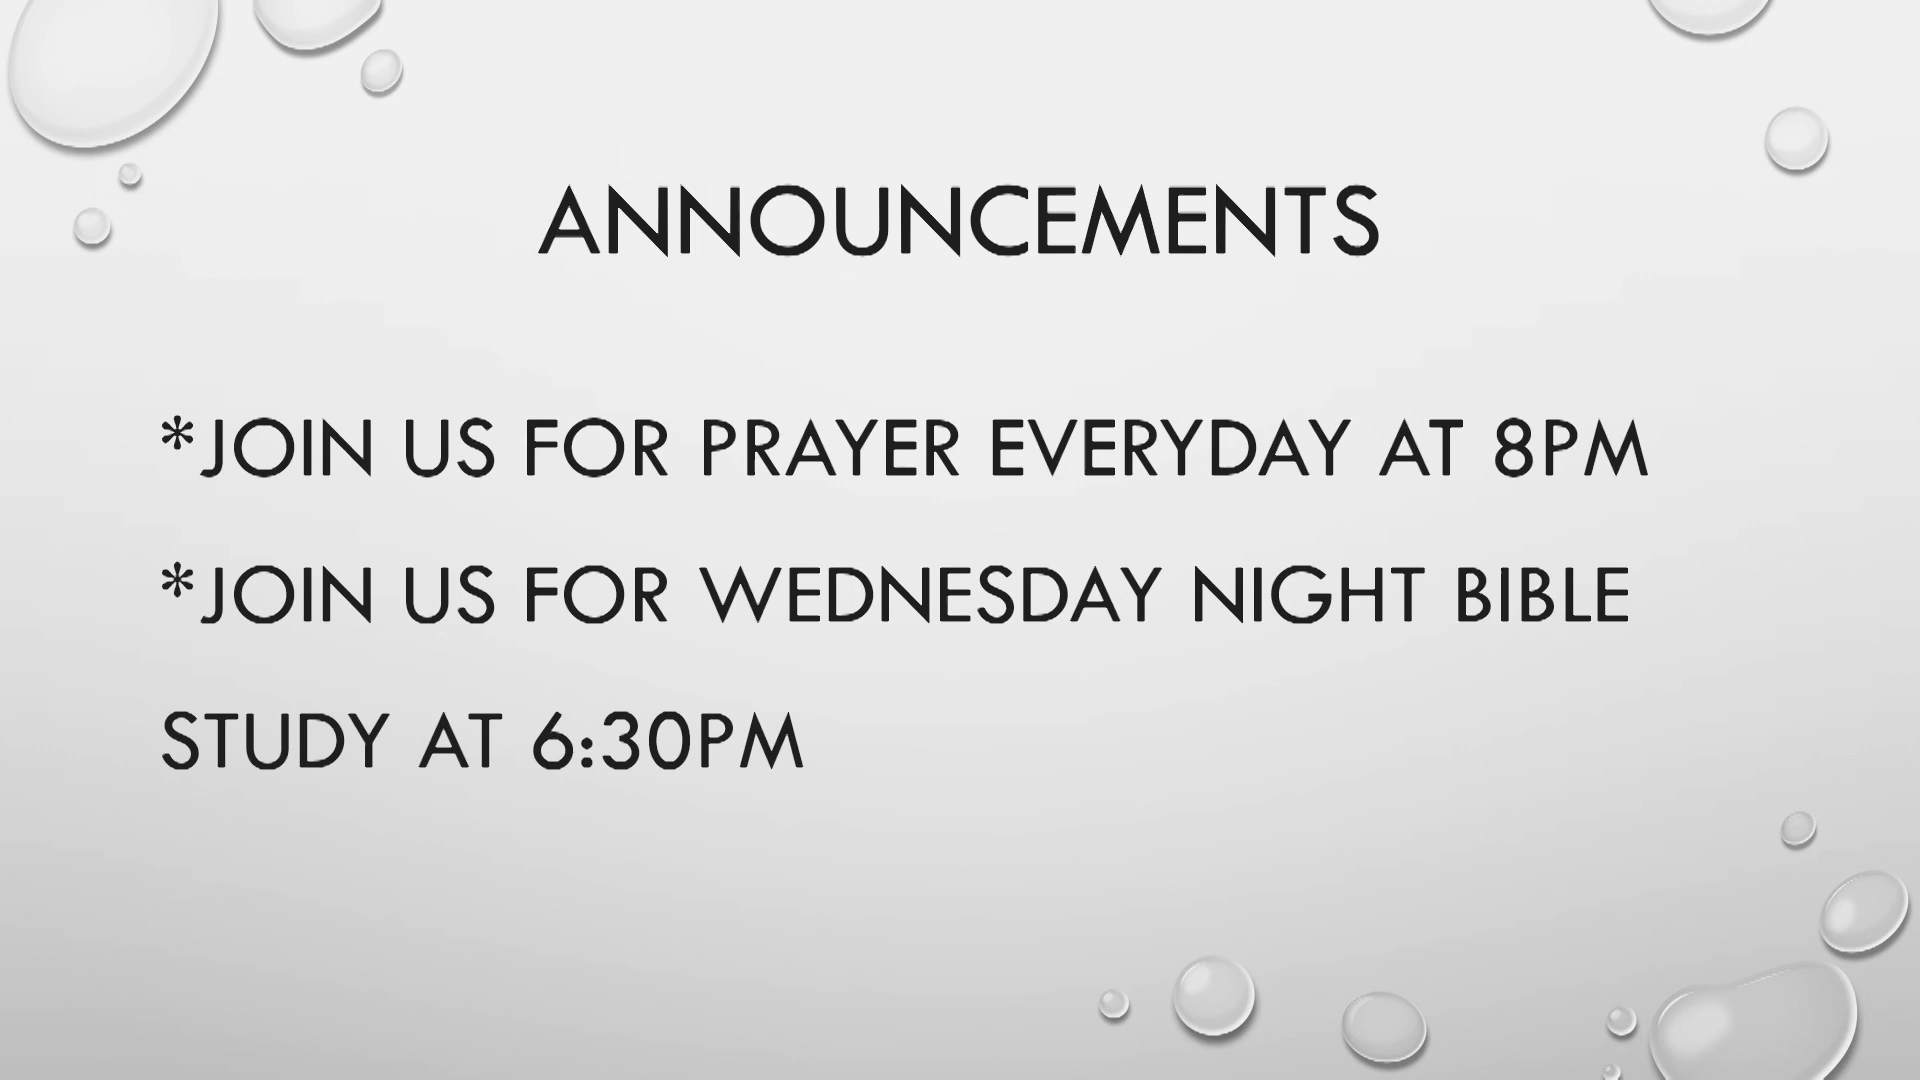 ANNOUNCEMENTS
*JOIN US FOR PRAYER EVERYDAY AT 8PM
*JOIN US FOR WEDNESDAY NIGHT BIBLE
STUDY AT 6:30PM